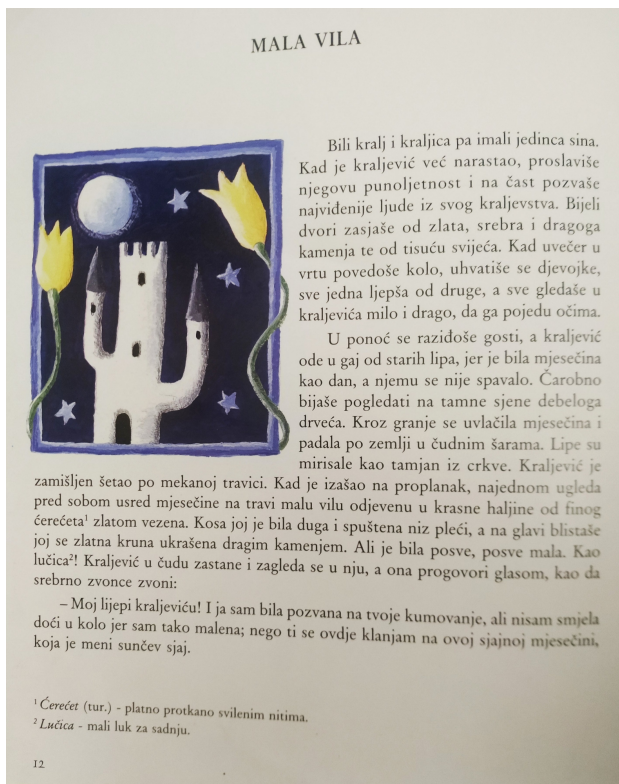 MALA VILA
Bili kralj i kraljica pa imali jedinca sina.
Kad je kraljević već narastao, proslaviše
njegovu punoljetnost i na čast pozvaše
najviđenije ljude iz svog kraljevstva. Bijeli
dvori zasjaše od zlata, srebra i dragoga
kamenja te od tisuću svijeća. Kad uvečer u
vrtu povedoše kolo, uhvatiše se djevojke,
sve jedna ljepša od druge, a sve gledaše u
kraljevića milo i drago, da ga pojedu očima.
U ponoć se raziđoše gosti, a kraljević
ode u gaj od starih lipa, jer je bila mjesečina
kao dan, a njemu se nije spavalo. Čarobno
bijaše pogledati na tamne sjene debeloga
drveća. Kroz granje se uvlačila mjesečina i
padala po zemlji u čudnim šarama. Lipe su
mirisale kao tamjan iz crkve. Kraljević je
zamišljen šetao po mekanoj travici. Kad je izašao na proplanak, najednom ugleda
pred sobom usred mjesečine na travi malu vilu odjevenu u krasne haljine od finog
ćerećeta¹ zlatom vezena. Kosa joj je bila duga i spuštena niz pleći, a na glavi blistaše
joj se zlatna kruna ukrašena dragim kamenjem. Ali je bila posve, posve mala. Kao
lučica²! Kraljević u čudu zastane i zagleda se u nju, a ona progovori glasom, kao da
srebrno zvonce zvoni:
– Moj lijepi kraljeviću! I ja sam bila pozvana na tvoje kumovanje, ali nisam smjela
doći u kolo jer sam tako malena; nego ti se ovdje klanjam na ovoj sjajnoj mjesečini,
koja je meni sunčev sjaj.
¹ Ćerećet (tur.) - platno protkano svilenim nitima.
² Lučica - mali luk za sadnju.
12